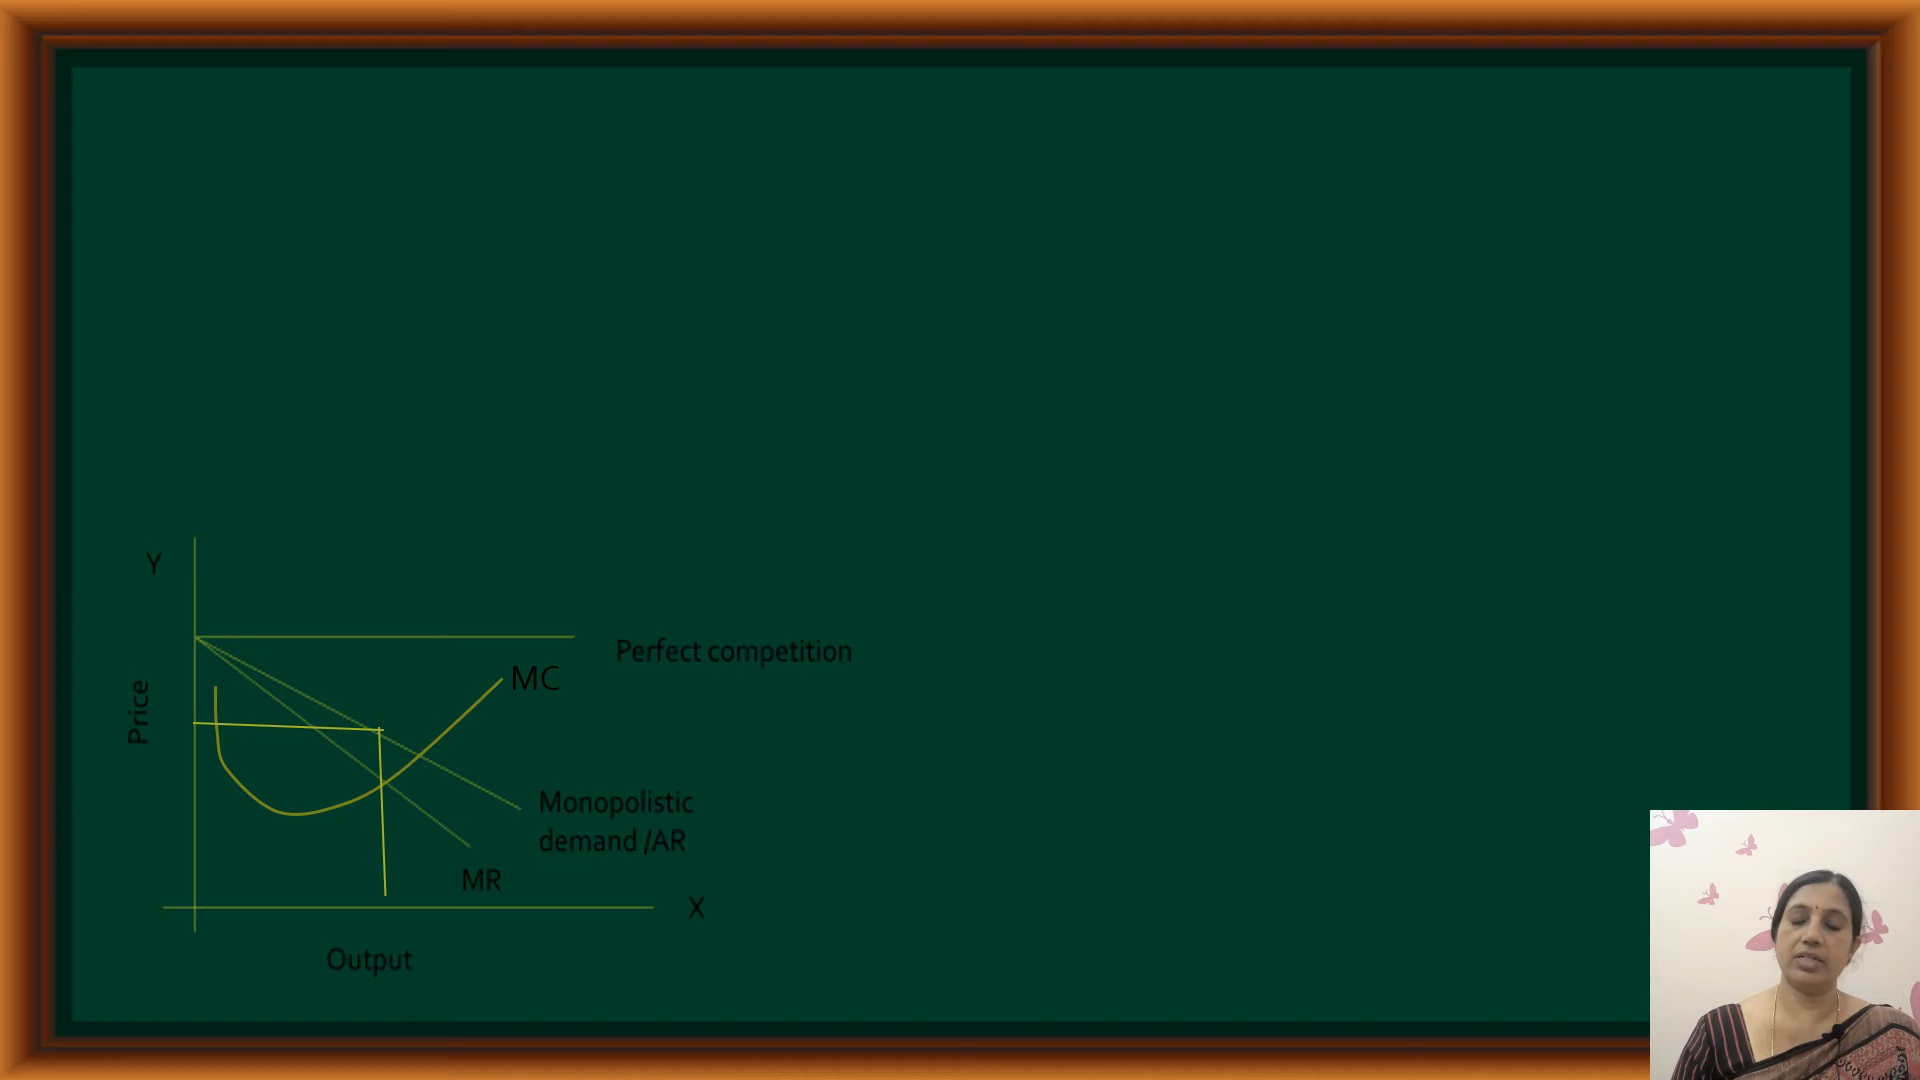 Y
Perfect competition
MC
Price
Monopolistic
demand /AR
MR
X
Output